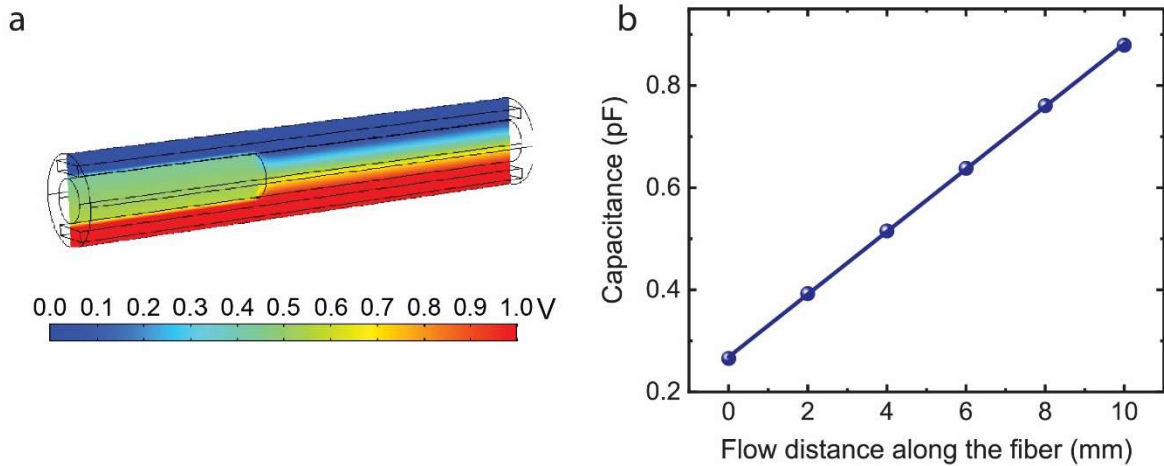 a
0.0 0.1 0.2 0.3 0.4 0.5 0.6 0.7 0.8 0.9 1.0 V
b
Capacitance (pF)
0.8
0.6
0.4
0.2
0 2 4 6 8 10
Flow distance along the fiber (mm)